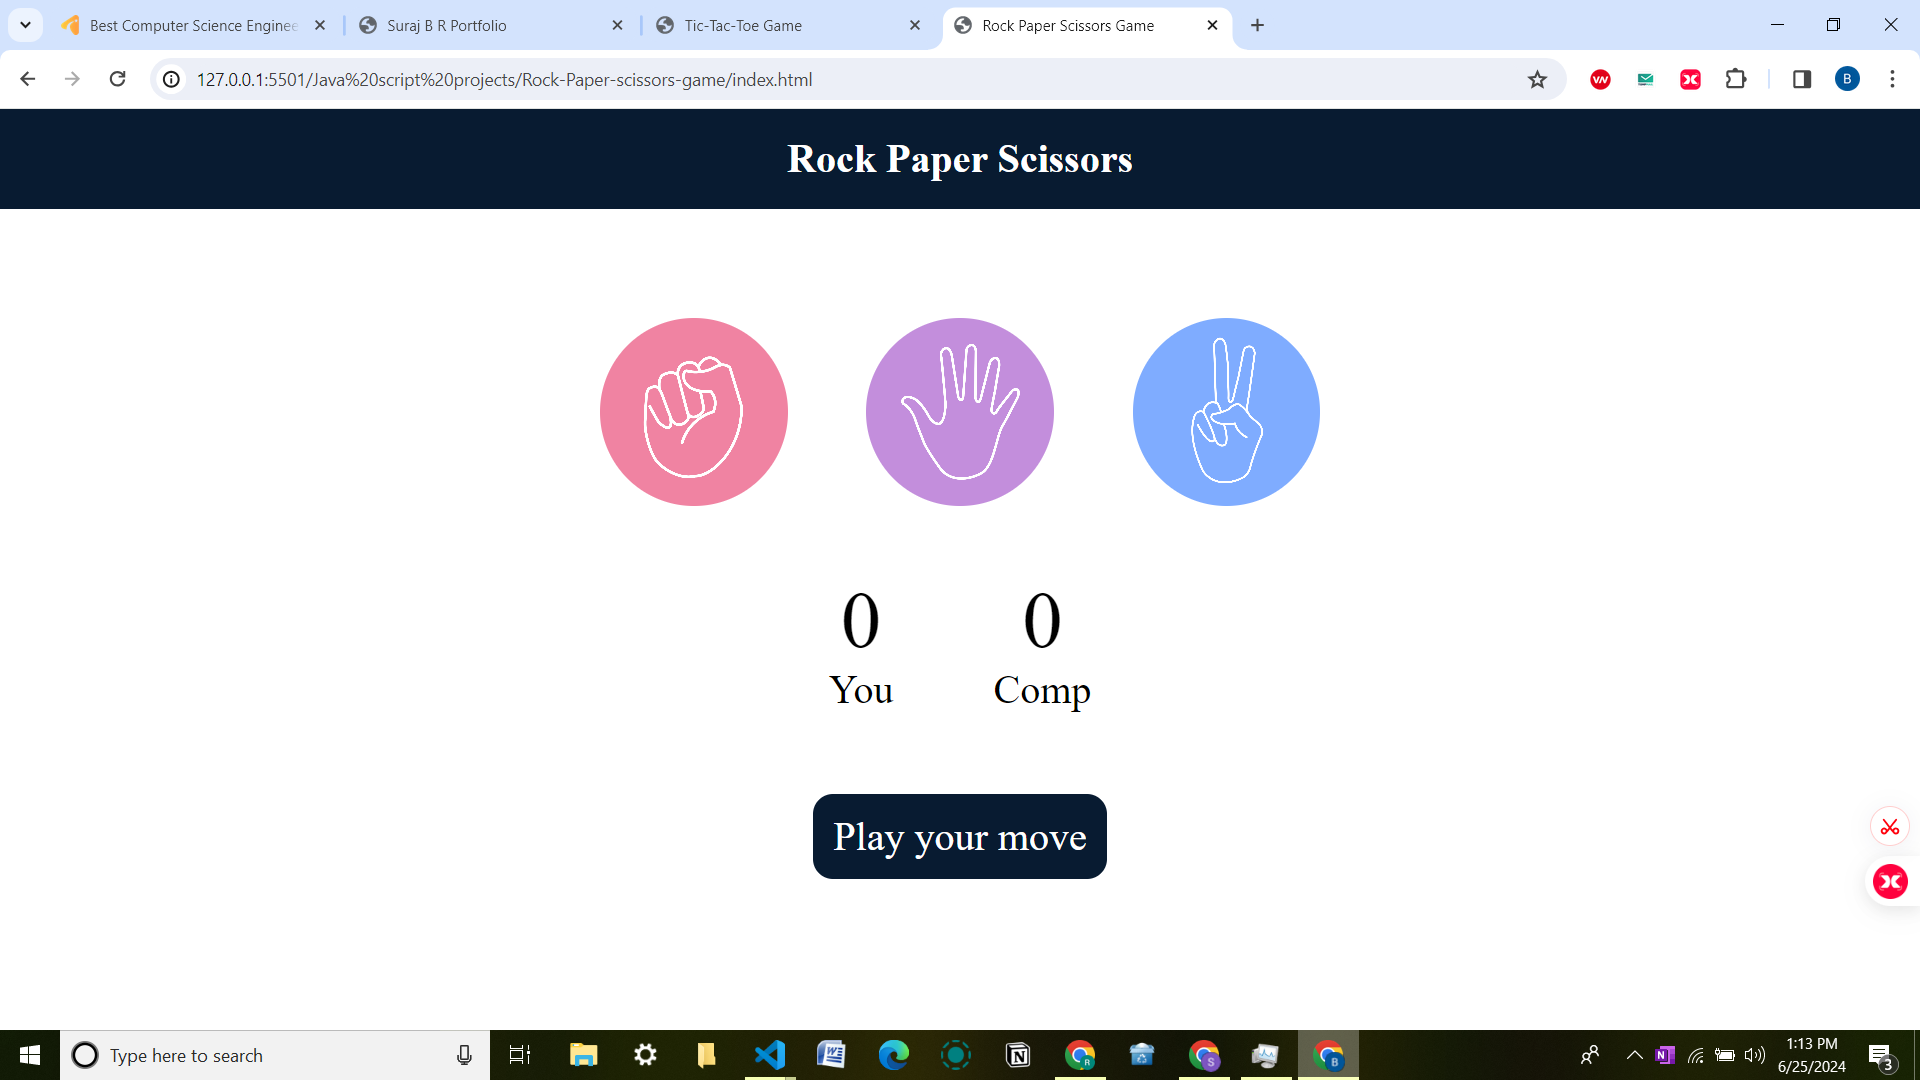 Best Computer Science Enginee
Suraj B R Portfolio
Tic-Tac-Toe Game
Rock Paper Scissors Game
127.0.0.1:5501/Java%20script%20projects/Rock-Paper-scissors-game/index.html
VN
B
Rock Paper Scissors
0 0
You Comp
Play your move
Type here to search
W
N
R
S
B
N
1:13 PM
6/25/2024
3